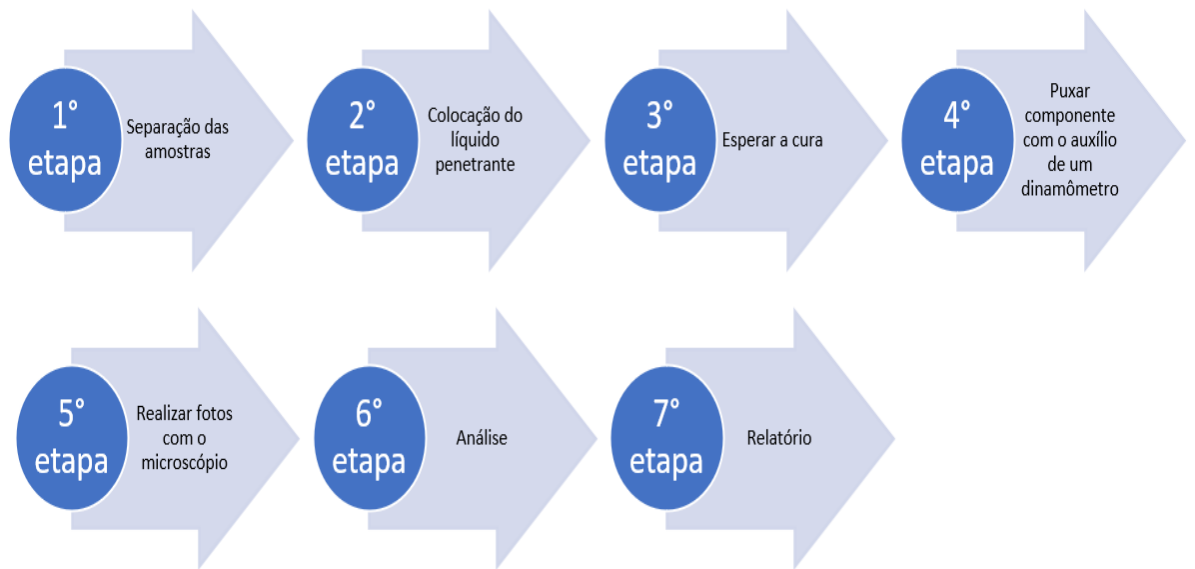 1°
etapa
Separação das
amostras
2°
etapa
Colocação do
líquido
penetrante
3°
etapa
Esperar a cura
4°
etapa
Puxar
componente
com o auxílio
de um
dinamômetro
5°
etapa
Realizar fotos
com o
microscópio
6°
etapa
Análise
7°
etapa
Relatório